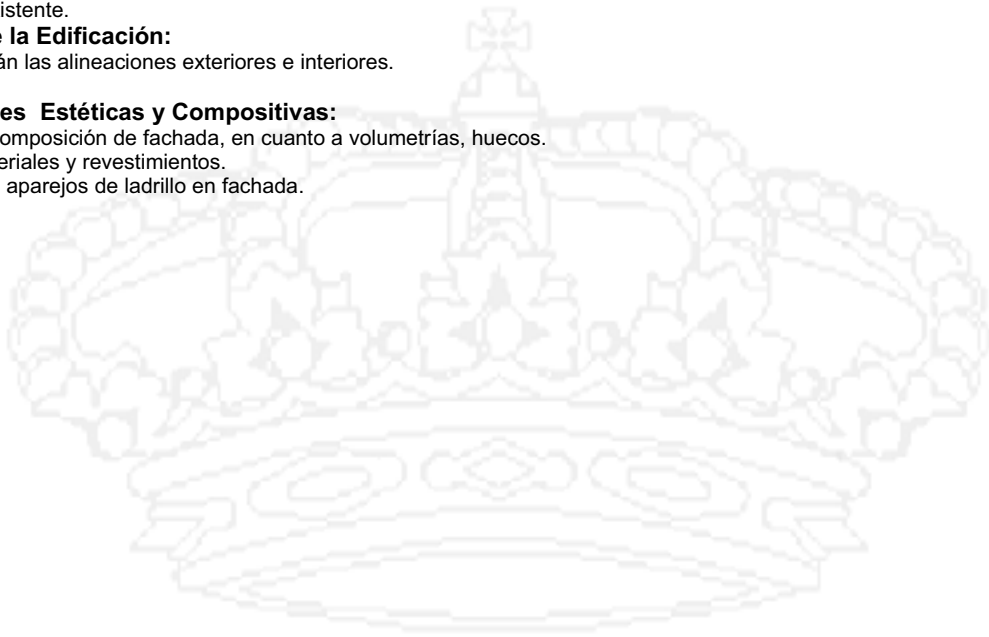 istente.
e la Edificación:
án las alineaciones exteriores e interiores.
es Estéticas y Compositivas:
omposición de fachada, en cuanto a volumetrías, huecos.
eriales y revestimientos.
aparejos de ladrillo en fachada.